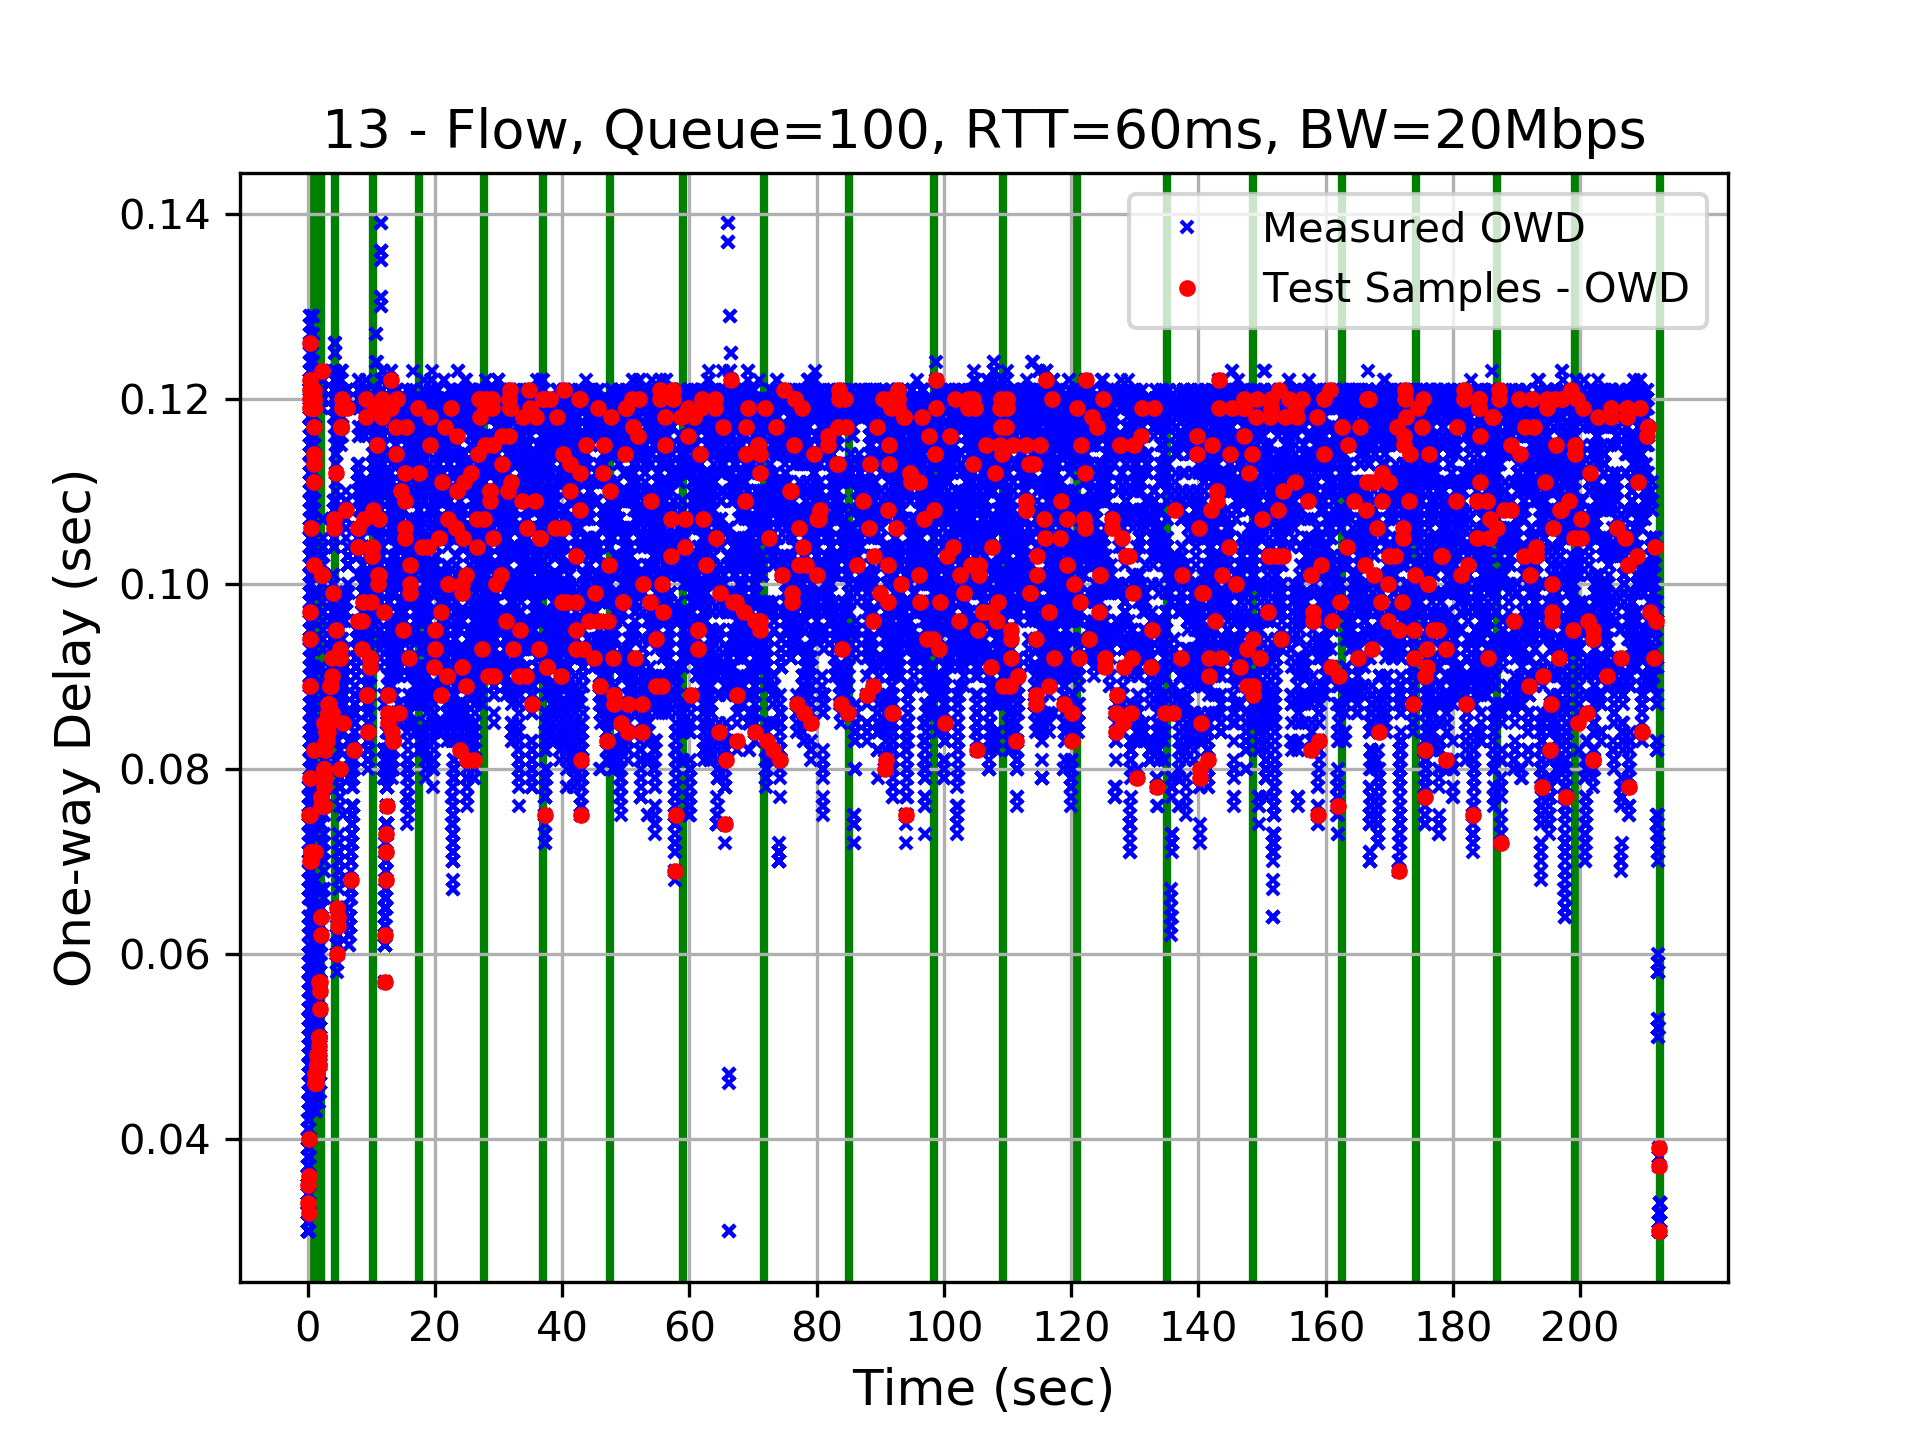 13 - Flow, Queue=100, RTT=60ms, BW=20Mbps
Measured OWD
Test Samples - OWD
One-way Delay (sec)
0.14
0.12
0.10
0.08
0.06
0.04
0 20 40 60 80 100 120 140 160 180 200
Time (sec)